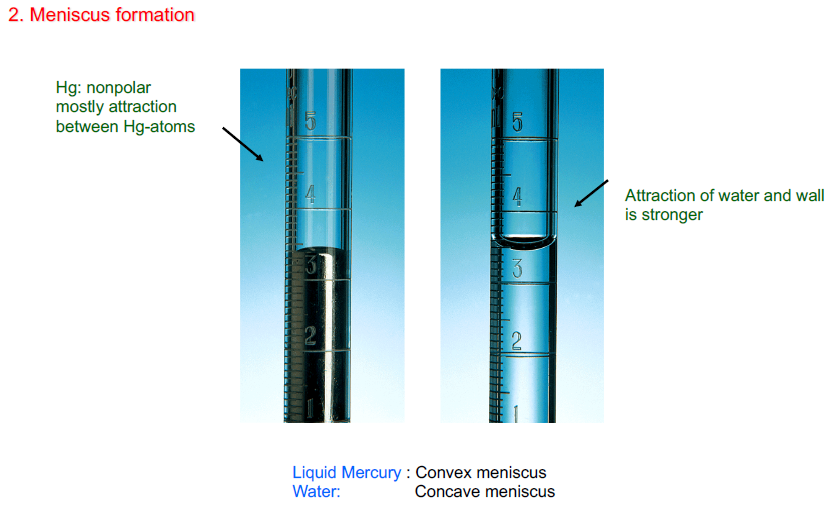 2. Meniscus formation
Hg: nonpolar
mostly attraction
between Hg-atoms
5
4
3
2
1
5
4
3
2
1
Attraction of water and wall
is stronger
Liquid Mercury : Convex meniscus
Water: Concave meniscus